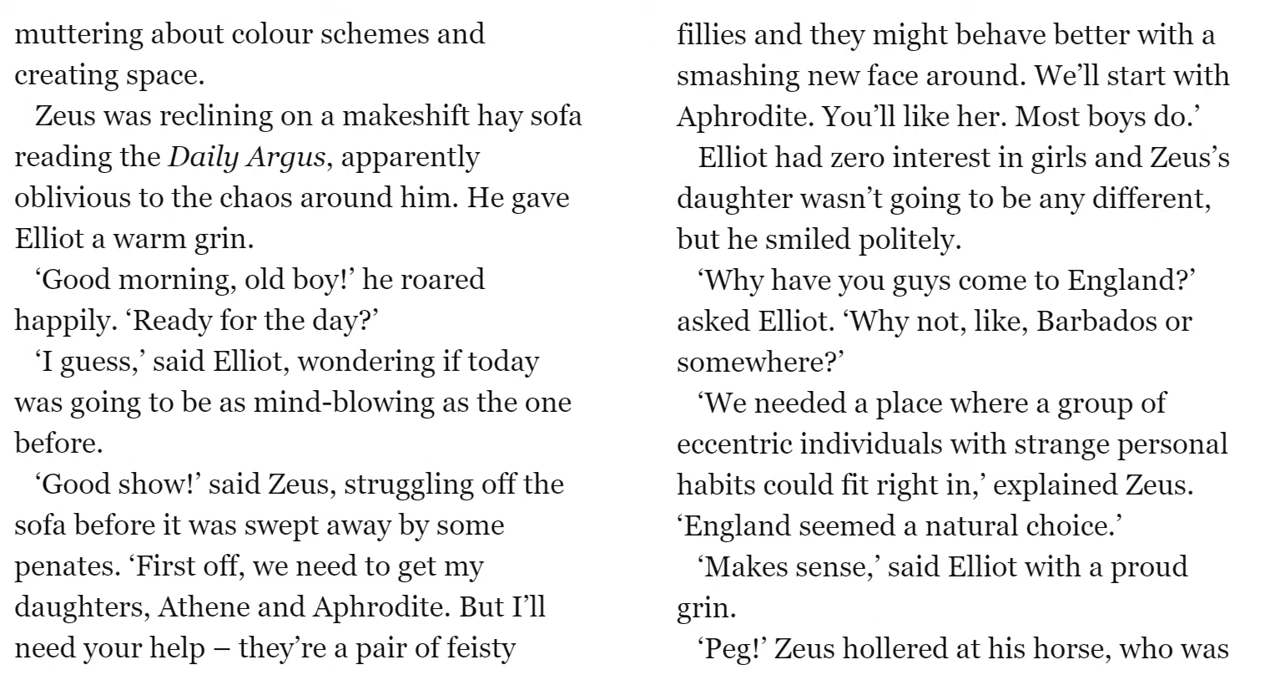 muttering about colour schemes and
creating space.
Zeus was reclining on a makeshift hay sofa
reading the Daily Argus, apparently
oblivious to the chaos around him. He gave
Elliot a warm grin.
‘Good morning, old boy!’ he roared
happily. ‘Ready for the day?’
‘I guess,’ said Elliot, wondering if today
was going to be as mind-blowing as the one
before.
‘Good show!’ said Zeus, struggling off the
sofa before it was swept away by some
penates. ‘First off, we need to get my
daughters, Athene and Aphrodite. But I’ll
need your help – they’re a pair of feisty
fillies and they might behave better with a
smashing new face around. We’ll start with
Aphrodite. You’ll like her. Most boys do.’
Elliot had zero interest in girls and Zeus’s
daughter wasn’t going to be any different,
but he smiled politely.
‘Why have you guys come to England?’
asked Elliot. ‘Why not, like, Barbados or
somewhere?’
‘We needed a place where a group of
eccentric individuals with strange personal
habits could fit right in,’ explained Zeus.
‘England seemed a natural choice.’
‘Makes sense,’ said Elliot with a proud
grin.
‘Peg!’ Zeus hollered at his horse, who was